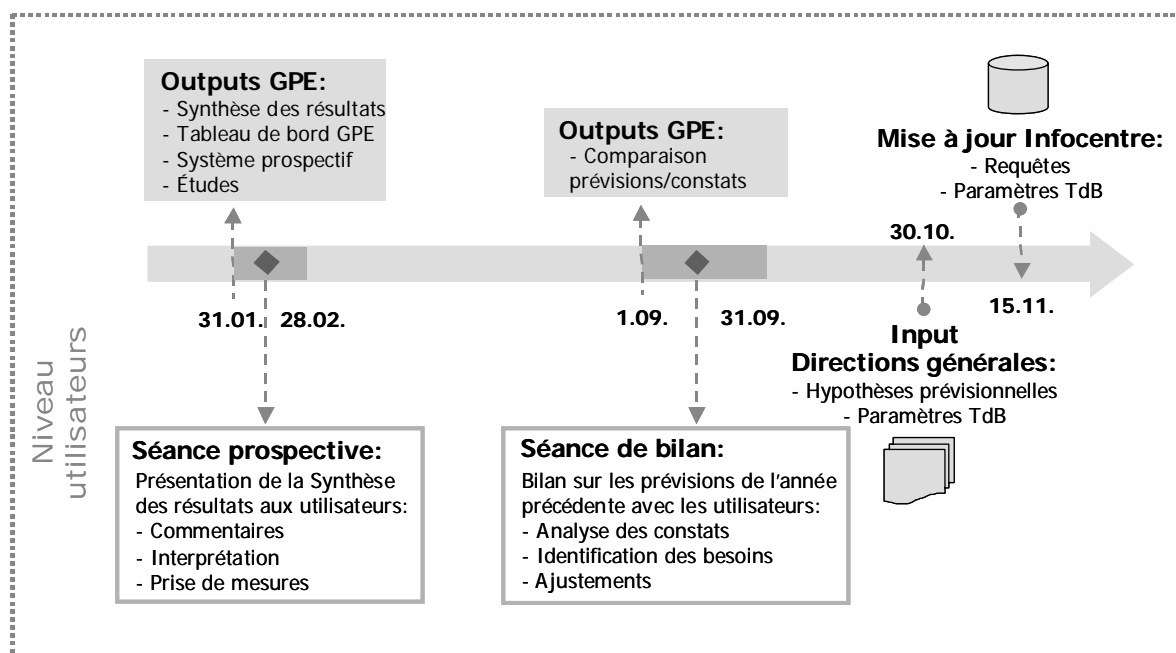 Outputs GPE:
- Synthèse des résultats
- Tableau de bord GPE
- Système prospectif
- Études
Outputs GPE:
- Comparaison
prévisions/constats
Mise à jour Infocentre:
- Requêtes
- Paramètres TdB
30.10.
31.01.
28.02.
1.09.
31.09.
15.11.
Input
Directions générales:
- Hypothèses prévisionnelles
- Paramètres TdB
Niveau
utilisateurs
Séance prospective:
Présentation de la Synthèse
des résultats aux utilisateurs:
- Commentaires
- Interprétation
- Prise de mesures
Séance de bilan:
Bilan sur les prévisions de l'année
précédente avec les utilisateurs:
- Analyse des constats
- Identification des besoins
- Ajustements